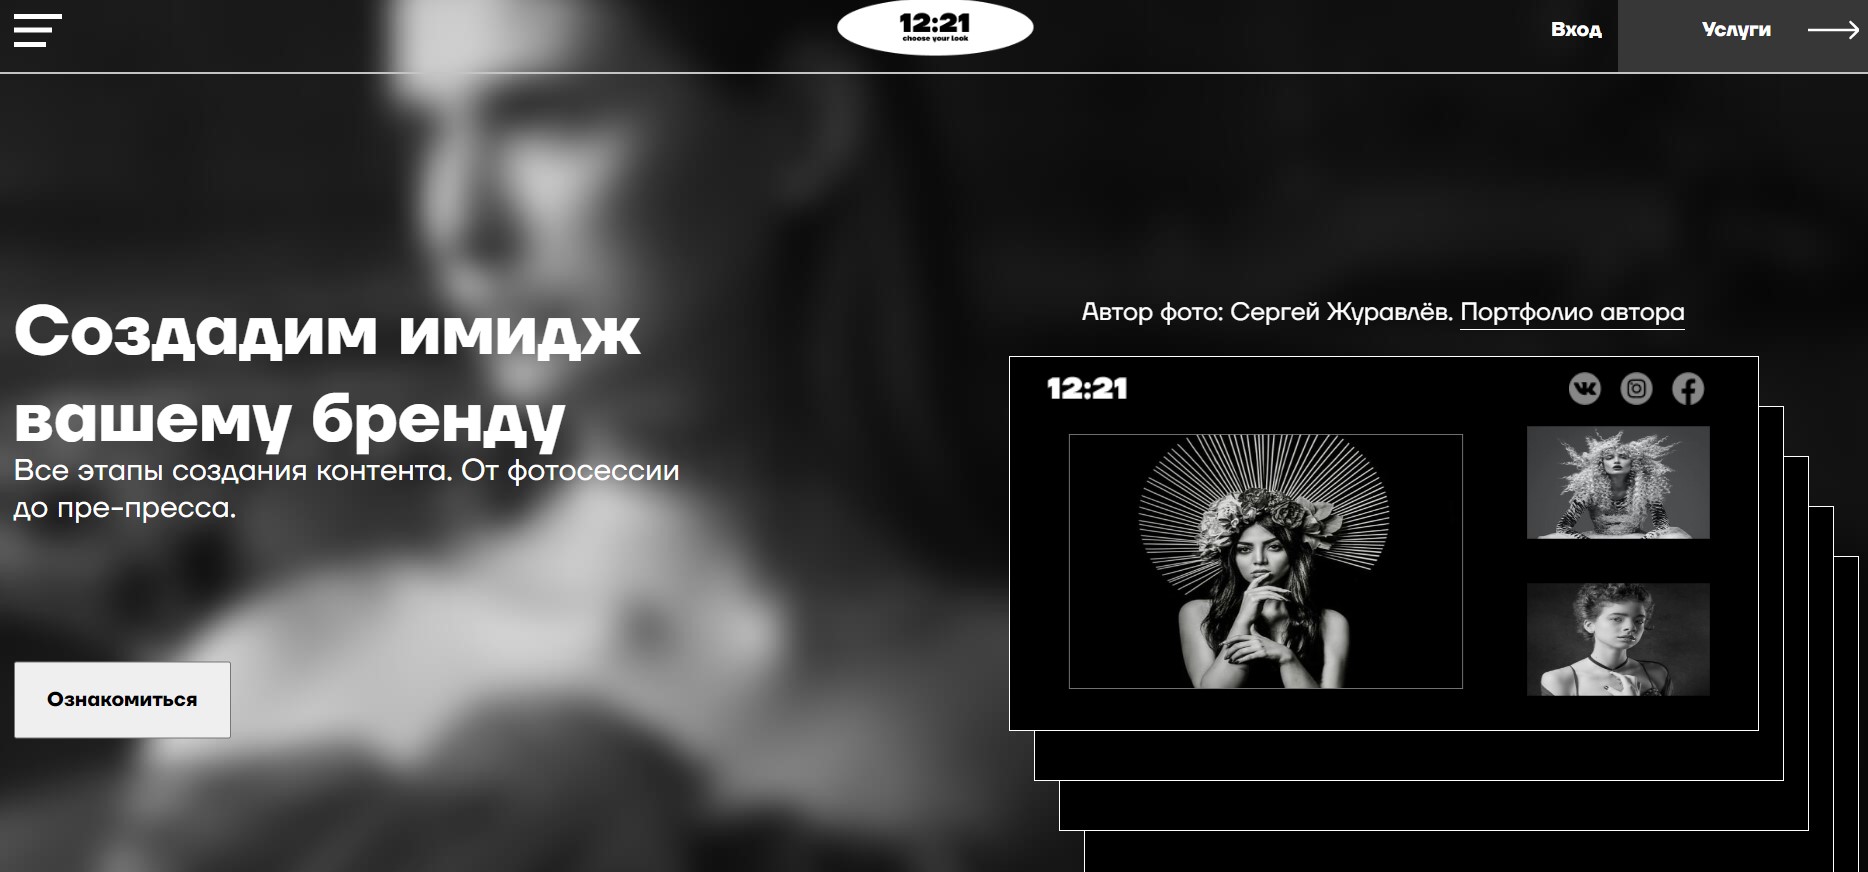 12:21
choose your look
Вход
Услуги
Создадим имидж
вашему бренду
Все этапы создания контента. От фотосессии
до пре-пресса.
Ознакомиться
Автор фото: Сергей Журавлёв. Портфолио автора
12:21